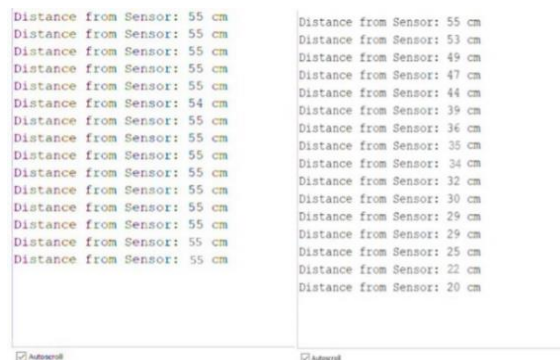 Distance from Sensor: 55 cm
Distance from Sensor: 55 cm
Distance from Sensor: 55 cm
Distance from Sensor: 55 cm
Distance from Sensor: 55 cm
Distance from Sensor: 54 cm
Distance from Sensor: 55 cm
Distance from Sensor: 55 cm
Distance from Sensor: 55 cm
Distance from Sensor: 55 cm
Distance from Sensor: 55 cm
Distance from Sensor: 55 cm
Distance from Sensor: 55 cm
Distance from Sensor: 55 cm
Distance from Sensor: 55 cm
Autoscroll
Distance from Sensor: 55 cm
Distance from Sensor: 53 cm
Distance from Sensor: 49 cm
Distance from Sensor: 47 cm
Distance from Sensor: 44 cm
Distance from Sensor: 39 cm
Distance from Sensor: 36 cm
Distance from Sensor: 35 cm
Distance from Sensor: 34 cm
Distance from Sensor: 32 cm
Distance from Sensor: 30 cm
Distance from Sensor: 29 cm
Distance from Sensor: 29 cm
Distance from Sensor: 25 cm
Distance from Sensor: 22 cm
Distance from Sensor: 20 cm
Autoscroll